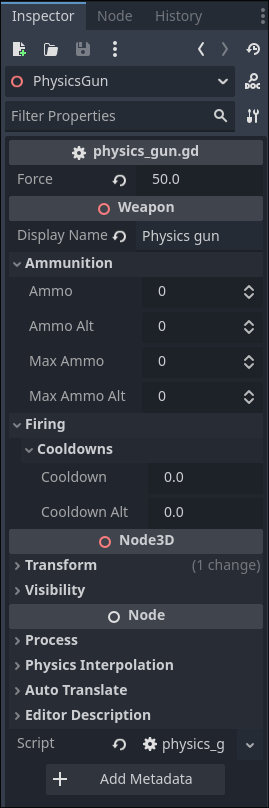 Inspector Node History
PhysicsGun DOC
Filter Properties
physics_gun.gd
Force 50.0
Weapon
Display Name Physics gun
Ammunition
Ammo 0
Ammo Alt 0
Max Ammo 0
Max Ammo Alt 0
Firing
Cooldowns
Cooldown 0.0
Cooldown Alt 0.0
Node3D
Transform (1 change)
Visibility
Node
Process
Physics Interpolation
Auto Translate
Editor Description
Script physics_g
Add Metadata